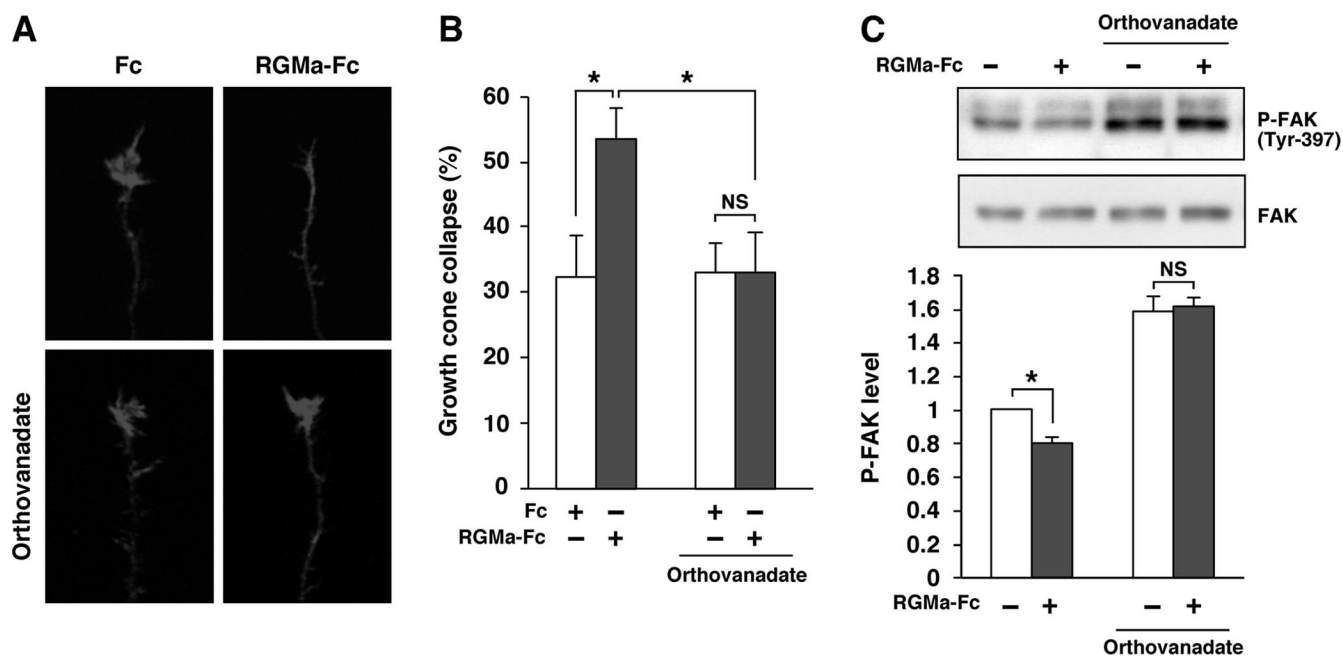 A
Fc
RGMa-Fc
Orthovanadate
B
Growth cone collapse (%)
60
50
40
30
20
10
0
*
*
NS
Fc + − + −
RGMa-Fc − + − +
Orthovanadate
C
Orthovanadate
RGMa-Fc − + − +
P-FAK
(Tyr-397)
FAK
P-FAK level
1.8
1.6
1.4
1.2
1
0.8
0.6
0.4
0.2
0
*
NS
RGMa-Fc − + − +
Orthovanadate